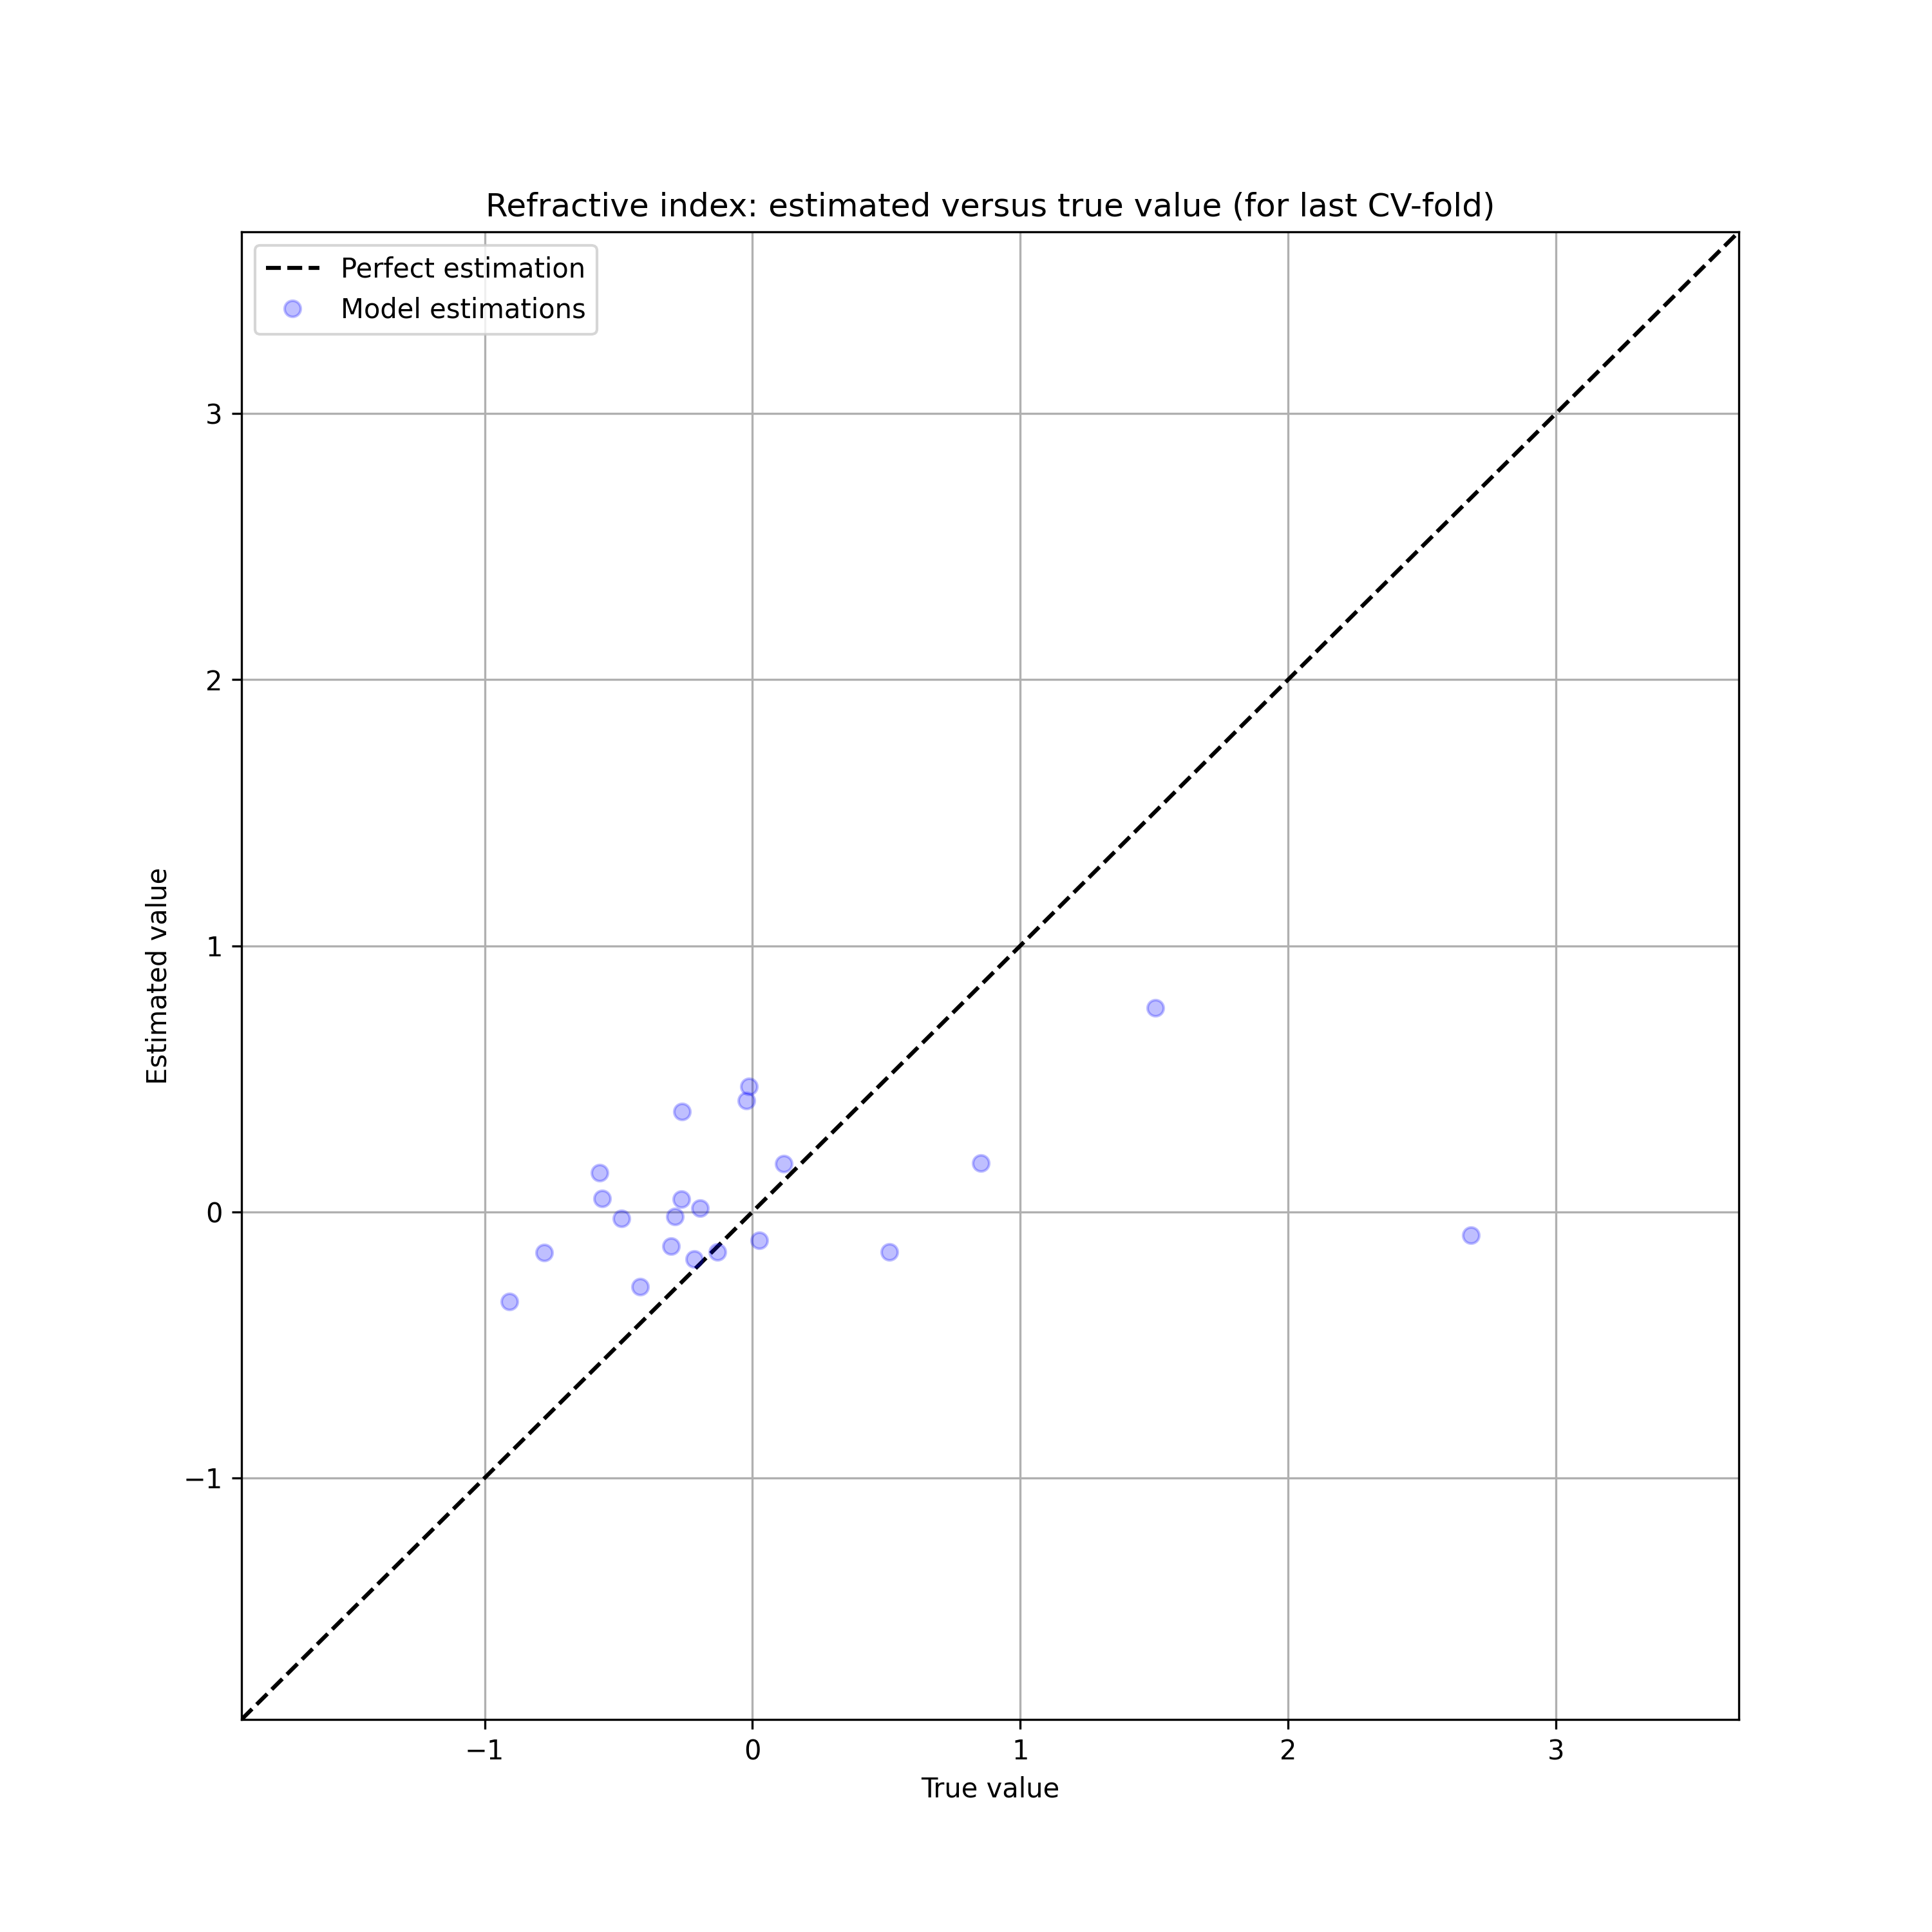 Refractive index: estimated versus true value (for last CV-fold)
Perfect estimation
Model estimations
3
2
1
0
−1
Estimated value
−1 0 1 2 3
True value